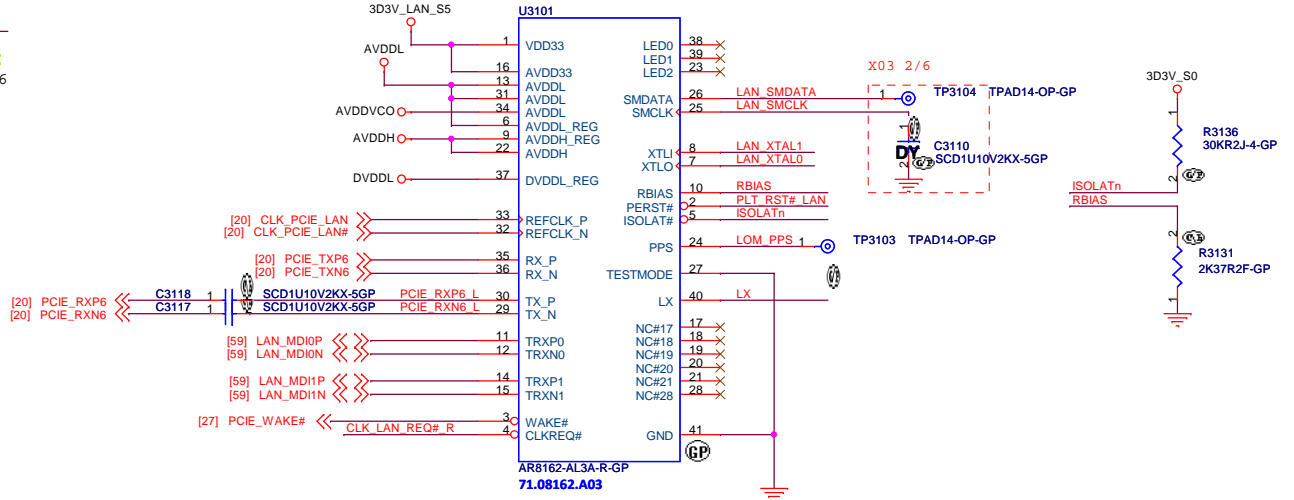 3D3V_LAN_S5
U3101
AVDDL
AVDDVCO
AVDDH
DVDDL
1 VDD33
16 AVDD33
13 AVDDL
31 AVDDL
34 AVDDL
6 AVDDL_REG
9 AVDDH_REG
22 AVDDH
37 DVDDL_REG
[20] CLK_PCIE_LAN 33 REFCLK_P
[20] CLK_PCIE_LAN# 32 REFCLK_N
[20] PCIE_TXP6 35 RX_P
[20] PCIE_TXN6 36 RX_N
[20] PCIE_RXP6 C3118 1 SCD1U10V2KX-5GP PCIE_RXP6_L 30 TX_P
[20] PCIE_RXN6 C3117 1 SCD1U10V2KX-5GP PCIE_RXN6_L 29 TX_N
[59] LAN_MDI0P 11 TRXP0
[59] LAN_MDI0N 12 TRXN0
[59] LAN_MDI1P 14 TRXP1
[59] LAN_MDI1N 15 TRXN1
[27] PCIE_WAKE# 3 WAKE#
CLK_LAN_REQ#_R 4 CLKREQ#
LED0 38
LED1 39
LED2 23
SMDATA 26 LAN_SMDATA
SMCLK 25 LAN_SMCLK
XTLI 8 LAN_XTAL1
XTLO 7 LAN_XTAL0
RBIAS 10 RBIAS
PERST# 2 PLT_RST#_LAN
ISOLAT# 5 ISOLATn
PPS 24 LOM_PPS 1 TP3103 TPAD14-OP-GP
TESTMODE 27
LX 40 LX
NC#17 17
NC#18 18
NC#19 19
NC#20 20
NC#21 21
NC#28 28
GND 41
GP
AR8162-AL3A-R-GP
71.08162.A03
X03 2/6
1 TP3104 TPAD14-OP-GP
1
C3110
DY
2 SCD1U10V2KX-5GP
3D3V_S0
1
R3136
30KR2J-4-GP
2
ISOLATn
RBIAS
2
R3131
2K37R2F-GP
1